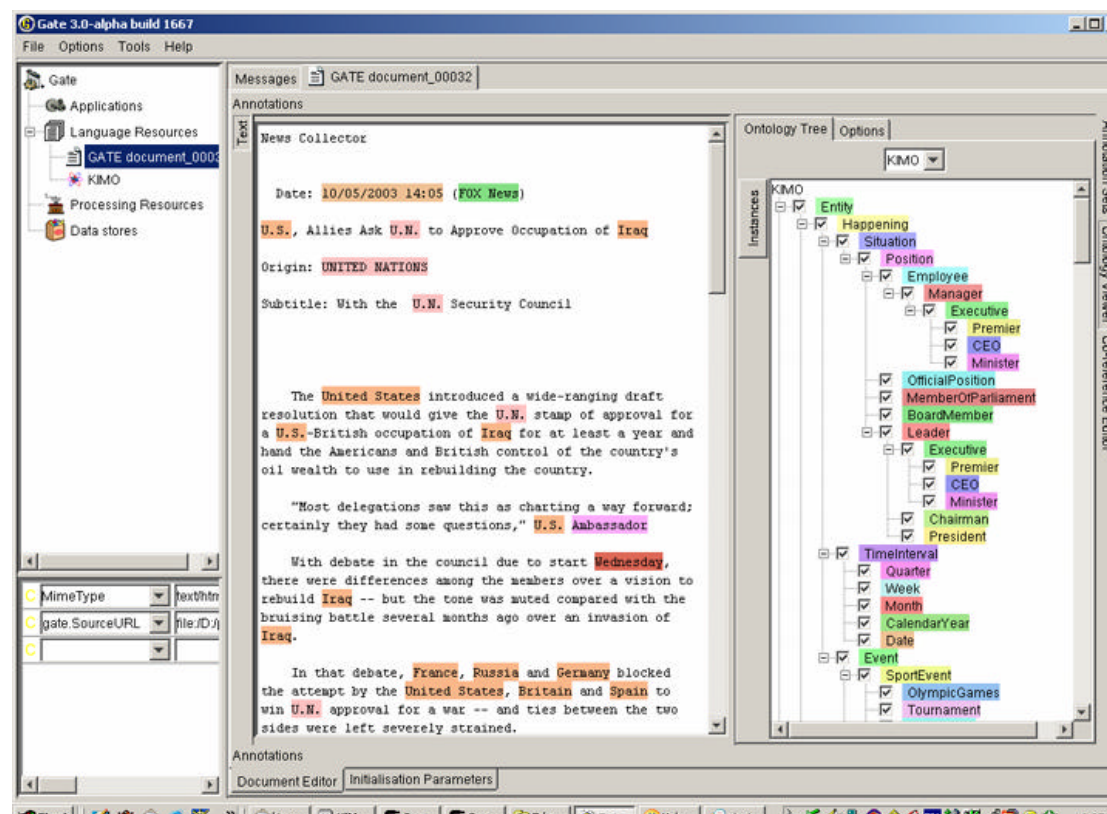 Gate 3.0-alpha build 1667
File Options Tools Help
Gate
Applications
Language Resources
GATE document_0003
KIMO
Processing Resources
Data stores
MimeType text/htm
gate.SourceURL file:/D:/
Messages GATE document_00032
Annotations
Text
News Collector
Date: 10/05/2003 14:05 (FOX News)
U.S., Allies Ask U.N. to Approve Occupation of Iraq
Origin: UNITED NATIONS
Subtitle: With the U.N. Security Council
The United States introduced a wide-ranging draft
resolution that would give the U.N. stamp of approval for
a U.S.-British occupation of Iraq for at least a year and
hand the Americans and British control of the country's
oil wealth to use in rebuilding the country.
"Most delegations saw this as charting a way forward;
certainly they had some questions," U.S. Ambassador
With debate in the council due to start Wednesday,
there were differences among the members over a vision to
rebuild Iraq -- but the tone was muted compared with the
bruising battle several months ago over an invasion of
Iraq.
In that debate, France, Russia and Germany blocked
the attempt by the United States, Britain and Spain to
win U.N. approval for a war -- and ties between the two
sides were left severely strained.
Annotations
Document Editor Initialisation Parameters
Ontology Tree Options
KIMO
Instances
KIMO
Entity
Happening
Situation
Position
Employee
Manager
Executive
Premier
CEO
Minister
OfficialPosition
MemberOfParliament
BoardMember
Leader
Executive
Premier
CEO
Minister
Chairman
President
TimeInterval
Quarter
Week
Month
CalendarYear
Date
Event
SportEvent
OlympicGames
Tournament
Annotation Sets
Ontology Viewer
Co-reference Editor